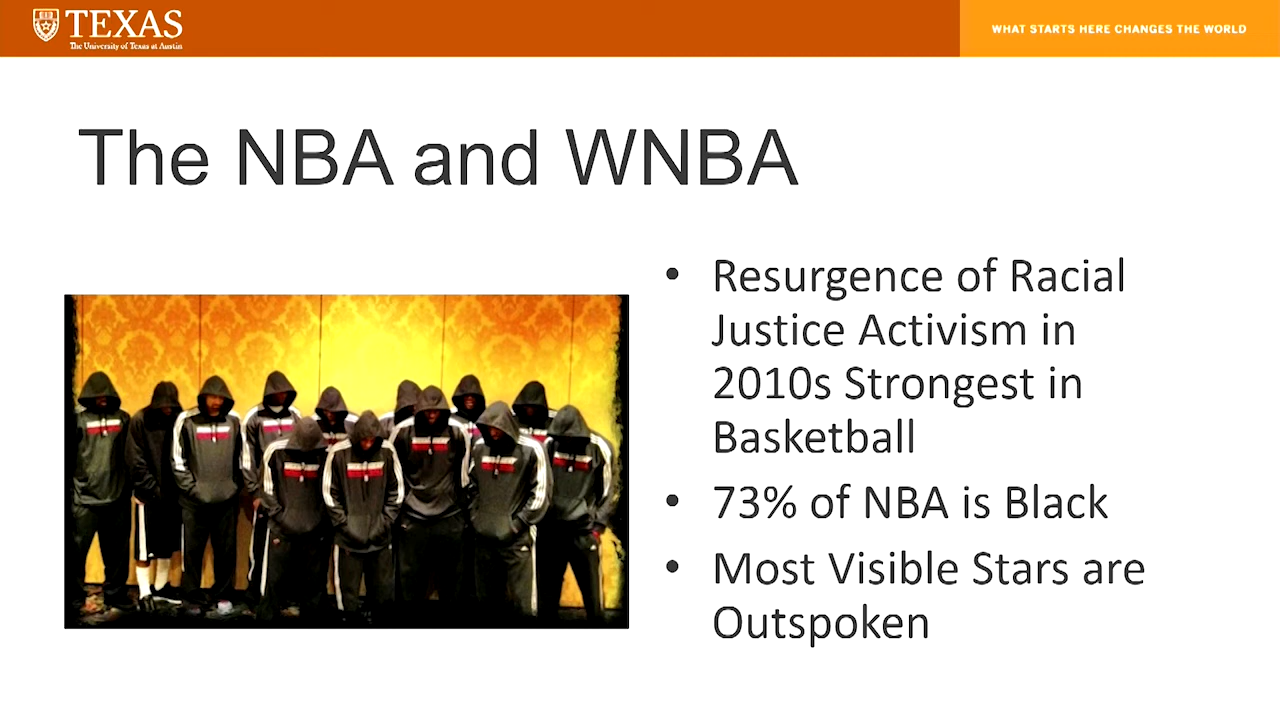 TEXAS
The University of Texas at Austin
WHAT STARTS HERE CHANGES THE WORLD
The NBA and WNBA
• Resurgence of Racial
Justice Activism in
2010s Strongest in
Basketball
• 73% of NBA is Black
• Most Visible Stars are
Outspoken